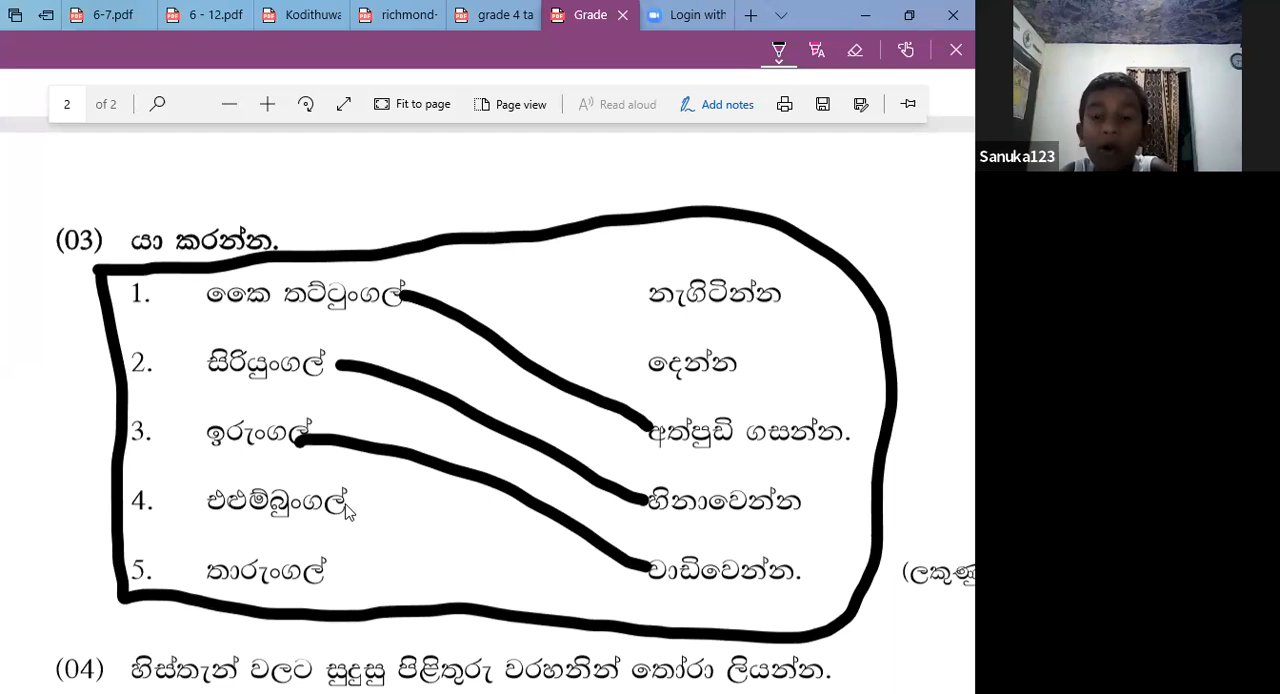 6-7.pdf 6 - 12.pdf Kodithuwa richmond- grade 4 ta Grade Login with
2 of 2 Fit to page Page view Read aloud Add notes
Sanuka123
(03) යා කරන්න.
1. කෛ තට්ටුංගල් නැගිටින්න
2. සිරියුංගල් දෙන්න
3. ඉරුංගල් අත්පුඩි ගසන්න.
4. එළුම්බුංගල් හිනාවෙන්න
5. තාරුංගල් වාඩිවෙන්න. (ලකුණු
(04) හිස්තැන් වලට සුදුසු පිළිතුරු වරහනින් තෝරා ලියන්න.